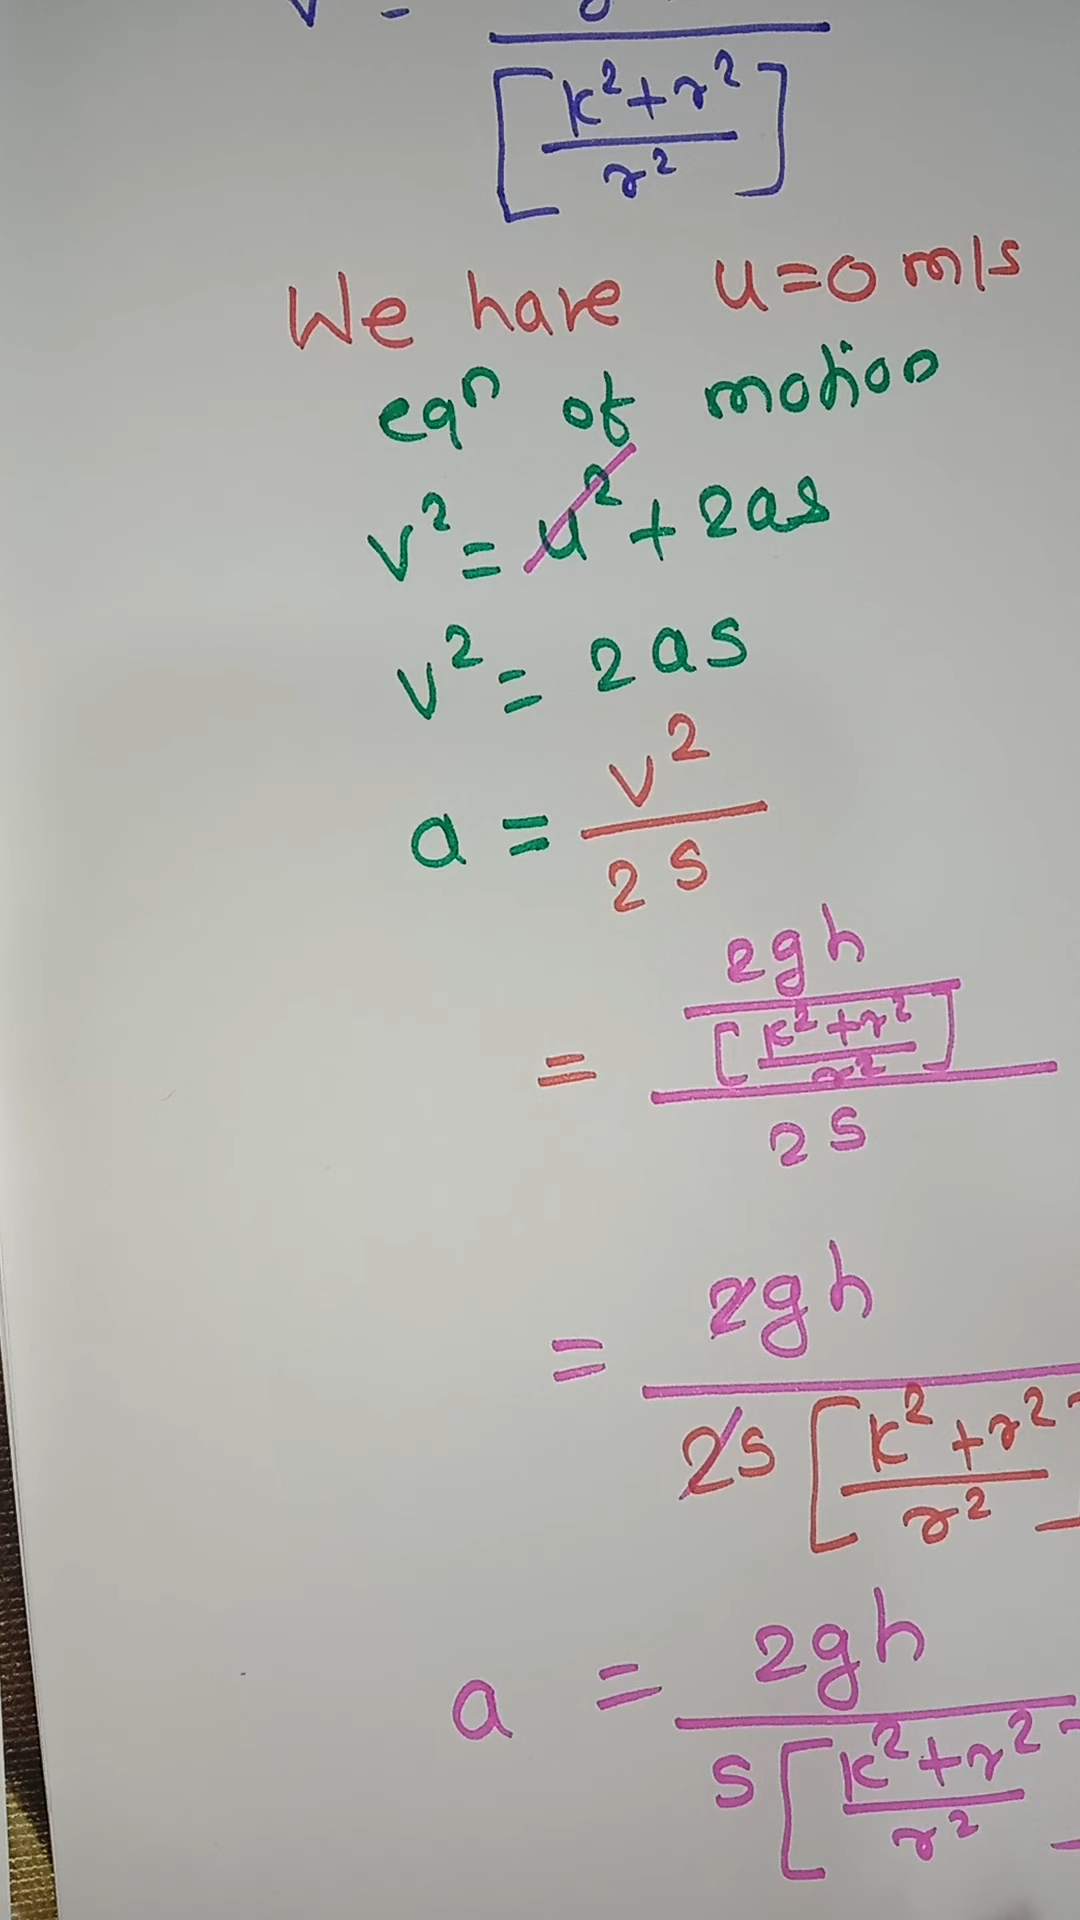 [k²+r² / r²]
We have u=0 m/s
eqⁿ of motion
v² = u² + 2as
v² = 2as
a = v² / 2s
= 2gh / [k²+r² / r²] / 2s
= 2gh / 2s [k²+r² / r²]
a = 2gh / s [k²+r² / r²]